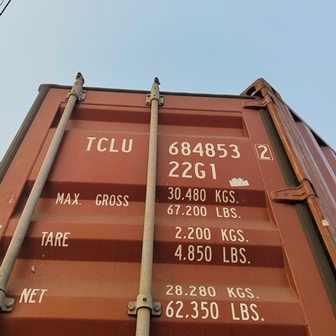 TCLU 684853 2
22G1
MAX. GROSS 30.480 KGS.
67.200 LBS.
TARE 2.200 KGS.
4.850 LBS.
NET 28.280 KGS.
62.350 LBS.